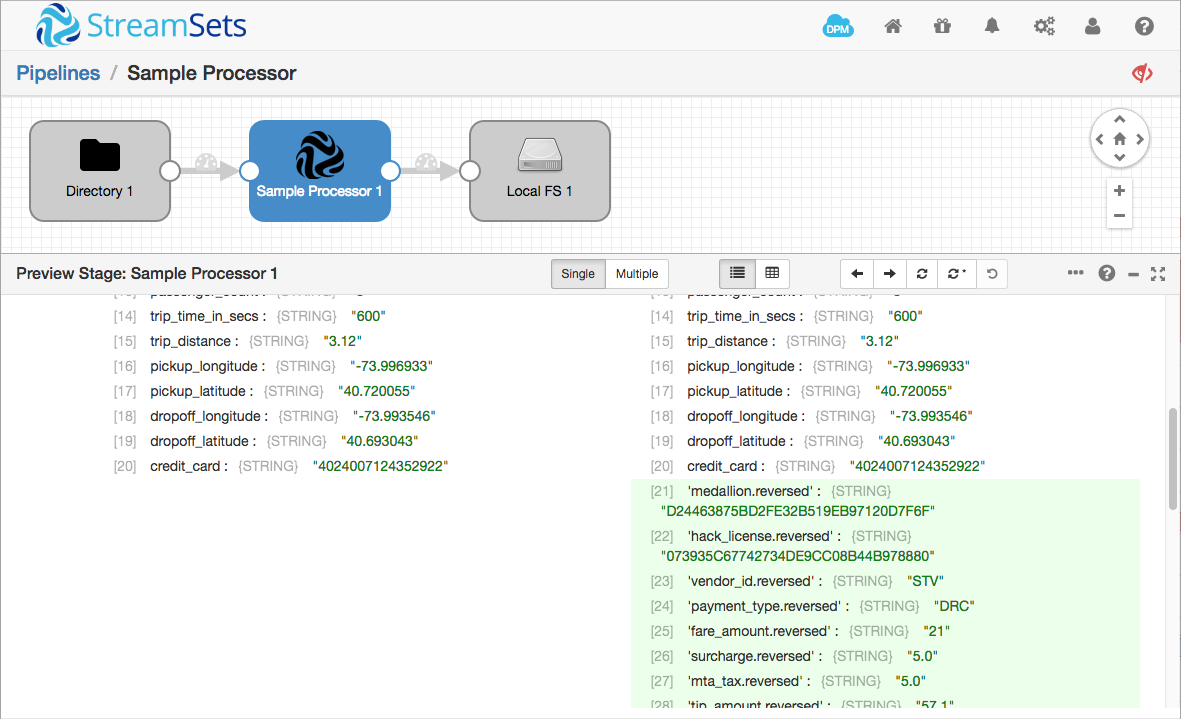 StreamSets
DPM
Pipelines / Sample Processor
Directory 1
Sample Processor 1
Local FS 1
Preview Stage: Sample Processor 1
Single
Multiple
[14] trip_time_in_secs : {STRING} "600"
[15] trip_distance : {STRING} "3.12"
[16] pickup_longitude : {STRING} "-73.996933"
[17] pickup_latitude : {STRING} "40.720055"
[18] dropoff_longitude : {STRING} "-73.993546"
[19] dropoff_latitude : {STRING} "40.693043"
[20] credit_card : {STRING} "4024007124352922"
[14] trip_time_in_secs : {STRING} "600"
[15] trip_distance : {STRING} "3.12"
[16] pickup_longitude : {STRING} "-73.996933"
[17] pickup_latitude : {STRING} "40.720055"
[18] dropoff_longitude : {STRING} "-73.993546"
[19] dropoff_latitude : {STRING} "40.693043"
[20] credit_card : {STRING} "4024007124352922"
[21] 'medallion.reversed' : {STRING}
"D24463875BD2FE32B519EB97120D7F6F"
[22] 'hack_license.reversed' : {STRING}
"073935C67742734DE9CC08B44B978880"
[23] 'vendor_id.reversed' : {STRING} "STV"
[24] 'payment_type.reversed' : {STRING} "DRC"
[25] 'fare_amount.reversed' : {STRING} "21"
[26] 'surcharge.reversed' : {STRING} "5.0"
[27] 'mta_tax.reversed' : {STRING} "5.0"
[28] 'tip_amount.reversed' : {STRING} "57.1"